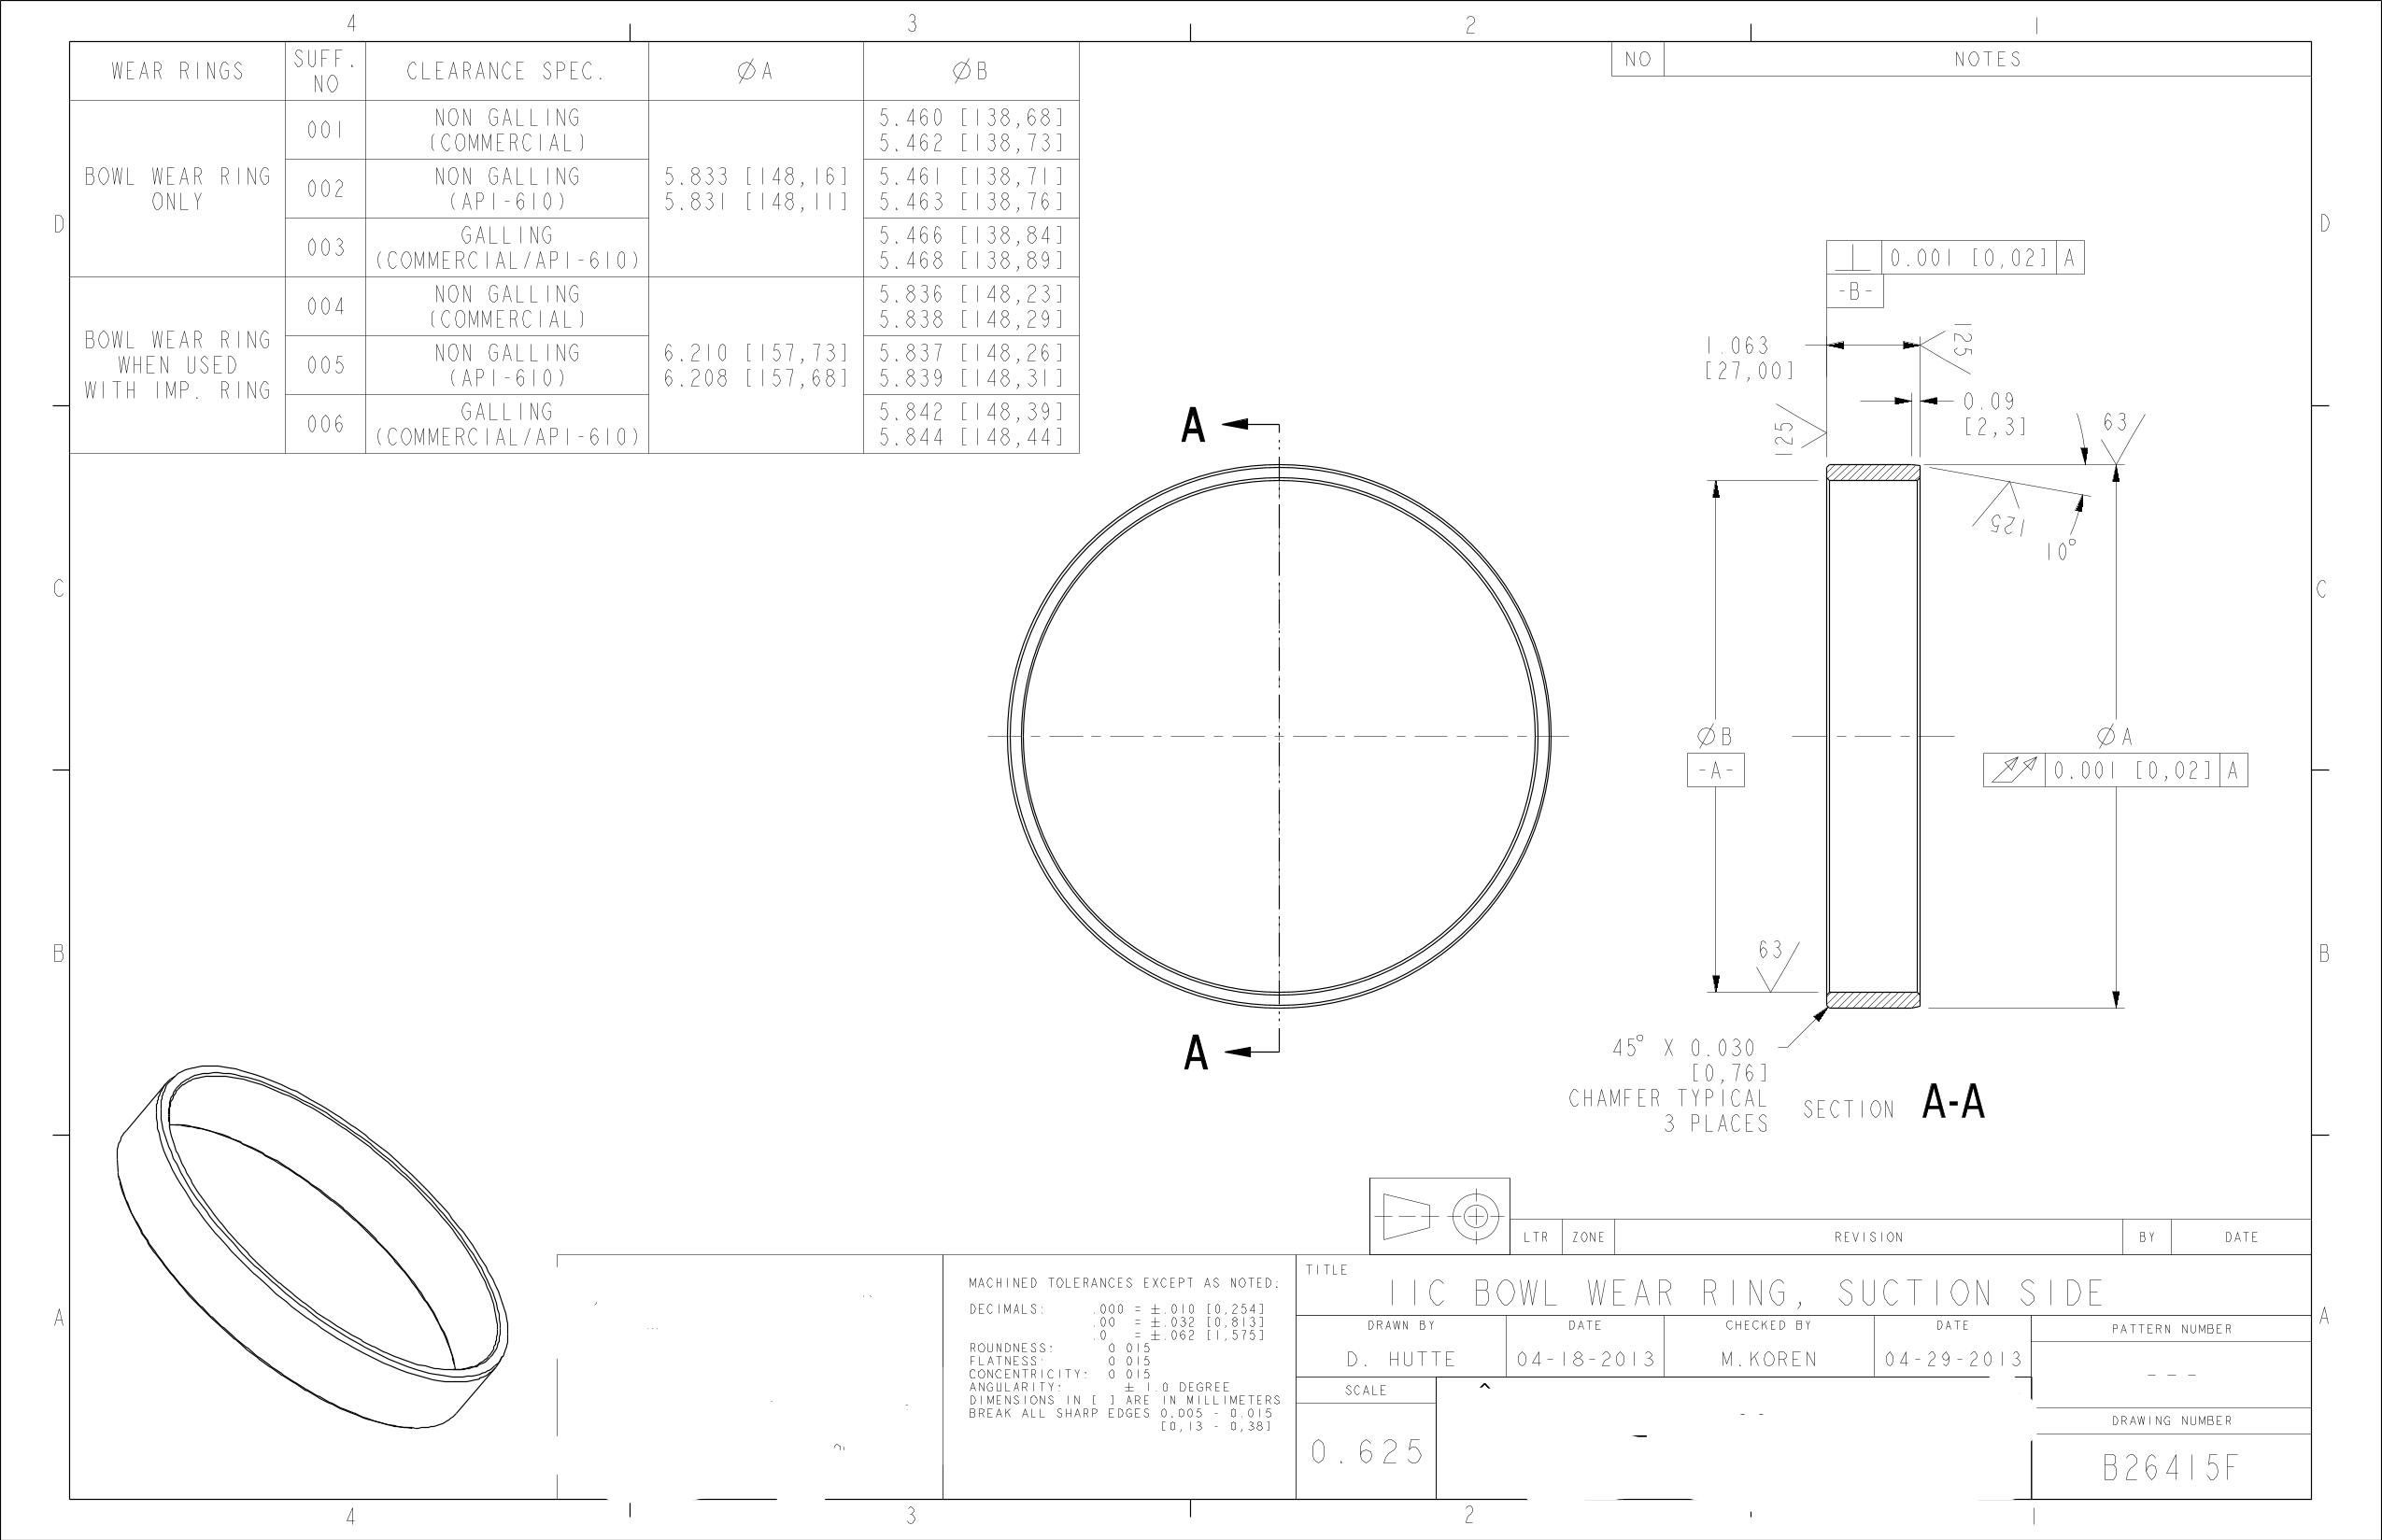 4 3 2 1
WEAR RINGS SUFF. NO CLEARANCE SPEC. ØA ØB
BOWL WEAR RING
ONLY
001 NON GALLING
(COMMERCIAL)
5.460 [138,68]
5.462 [138,73]
002 NON GALLING
(API-610)
5.833 [148,16]
5.831 [148,11]
5.461 [138,71]
5.463 [138,76]
003 GALLING
(COMMERCIAL/API-610)
5.466 [138,84]
5.468 [138,89]
BOWL WEAR RING
WHEN USED
WITH IMP. RING
004 NON GALLING
(COMMERCIAL)
5.836 [148,23]
5.838 [148,29]
005 NON GALLING
(API-610)
6.210 [157,73]
6.208 [157,68]
5.837 [148,26]
5.839 [148,31]
006 GALLING
(COMMERCIAL/API-610)
5.842 [148,39]
5.844 [148,44]
NO NOTES
D
D
C
C
B
B
A
A
⊥ 0.001 [0,02] A
-B-
1.063
[27,00]
125
0.09
[2,3]
125
63
125
10°
A
A
ØB
-A-
ØA
0.001 [0,02] A
63
45° X 0.030
[0,76]
CHAMFER TYPICAL
3 PLACES
SECTION A-A
LTR ZONE REVISION BY DATE
MACHINED TOLERANCES EXCEPT AS NOTED:
DECIMALS: .000 = ±.010 [0,254]
.00 = ±.032 [0,813]
.0 = ±.062 [1,575]
ROUNDNESS: 0.015
FLATNESS: 0.015
CONCENTRICITY: 0.015
ANGULARITY: ± 1.0 DEGREE
DIMENSIONS IN [ ] ARE IN MILLIMETERS
BREAK ALL SHARP EDGES 0.005 - 0.015
[0,13 - 0,38]
TITLE
11C BOWL WEAR RING, SUCTION SIDE
DRAWN BY DATE CHECKED BY DATE
D. HUTTE 04-18-2013 M.KOREN 04-29-2013
PATTERN NUMBER
---
SCALE
0.625
DRAWING NUMBER
B26415F
4 3 2 1